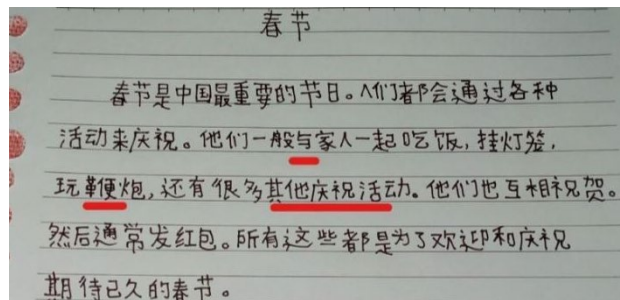 春节
春节是中国最重要的节日。人们都会通过各种
活动来庆祝。他们一般与家人一起吃饭,挂灯笼,
玩鞭炮,还有很多其他庆祝活动。他们也互相祝贺。
然后通常发红包。所有这些都是为了欢迎和庆祝
期待已久的春节。